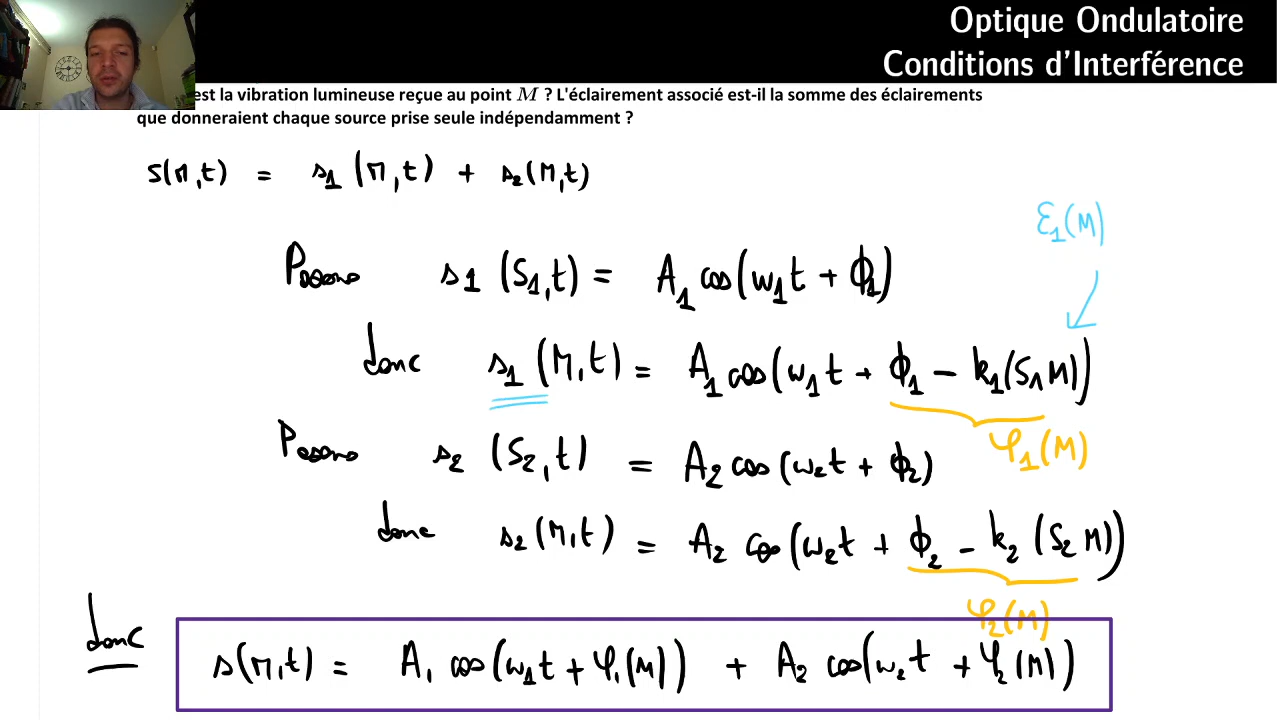 Optique Ondulatoire
Conditions d'Interférence
est la vibration lumineuse reçue au point M ? L'éclairement associé est-il la somme des éclairements
que donneraient chaque source prise seule indépendamment ?
s(M,t) = s₁(M,t) + s₂(M,t)
ℰ₁(M)
Posons s₁(S₁,t) = A₁ cos(ω₁t + ϕ₁)
donc s₁(M,t) = A₁ cos(ω₁t + ϕ₁ - k₁(S₁M))
φ₁(M)
Posons s₂(S₂,t) = A₂ cos(ω₂t + ϕ₂)
donc s₂(M,t) = A₂ cos(ω₂t + ϕ₂ - k₂(S₂M))
φ₂(M)
donc s(M,t) = A₁ cos(ω₁t + φ₁(M)) + A₂ cos(ω₂t + φ₂(M))